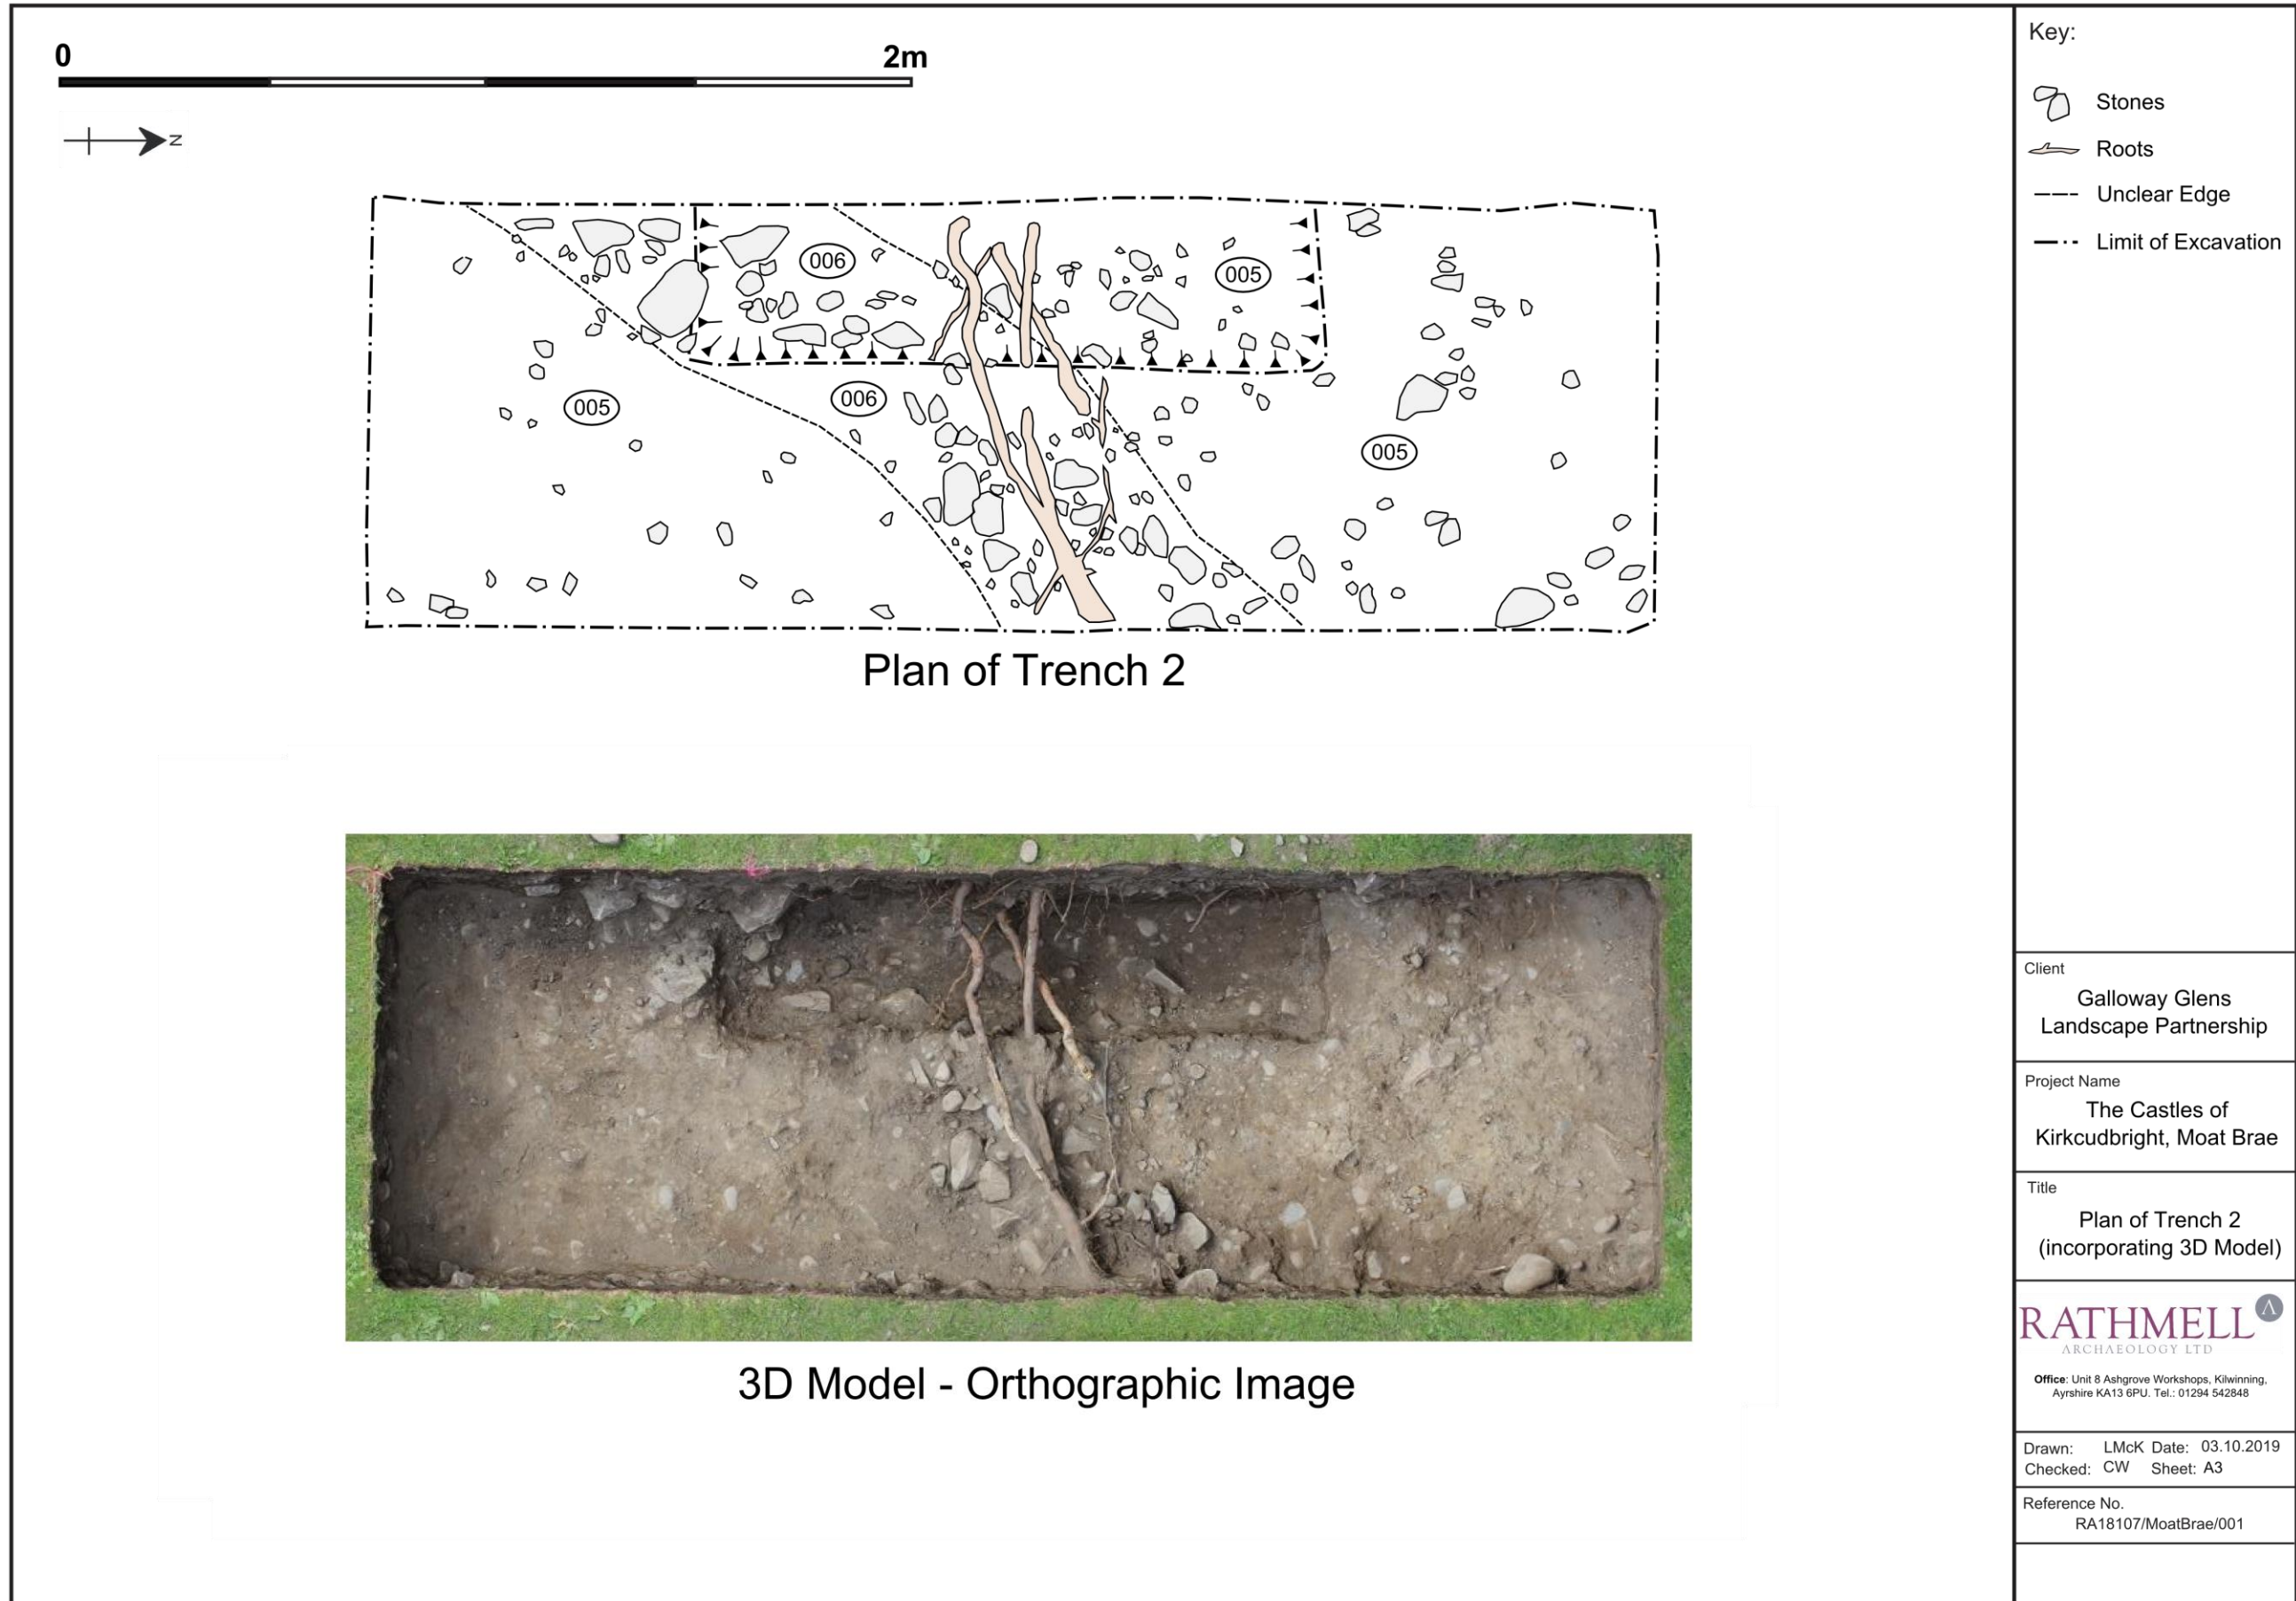 0 2m
N
006
005
005
006
005
Plan of Trench 2
3D Model - Orthographic Image
Key:
Stones
Roots
Unclear Edge
Limit of Excavation
Client
Galloway Glens
Landscape Partnership
Project Name
The Castles of
Kirkcudbright, Moat Brae
Title
Plan of Trench 2
(incorporating 3D Model)
RATHMELL
ARCHAEOLOGY LTD
Office: Unit 8 Ashgrove Workshops, Kilwinning,
Ayrshire KA13 6PU. Tel.: 01294 542848
Drawn: LMcK Date: 03.10.2019
Checked: CW Sheet: A3
Reference No.
RA18107/MoatBrae/001